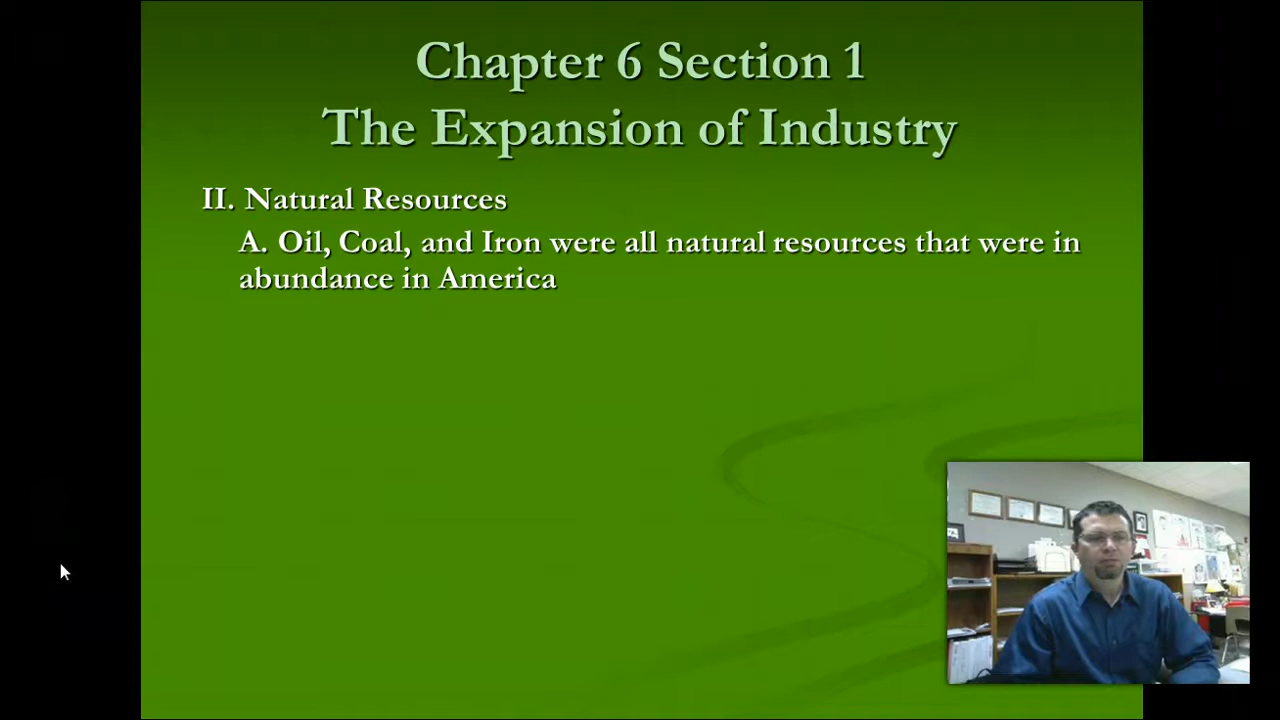 Chapter 6 Section 1
The Expansion of Industry
II. Natural Resources
A. Oil, Coal, and Iron were all natural resources that were in
abundance in America